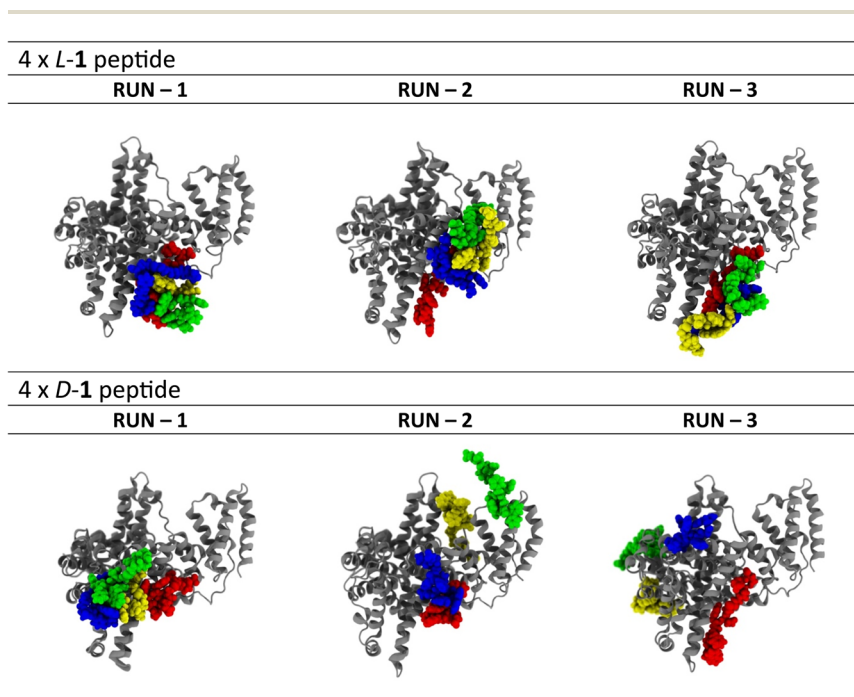 4 x L-1 peptide
RUN – 1 RUN – 2 RUN – 3
4 x D-1 peptide
RUN – 1 RUN – 2 RUN – 3